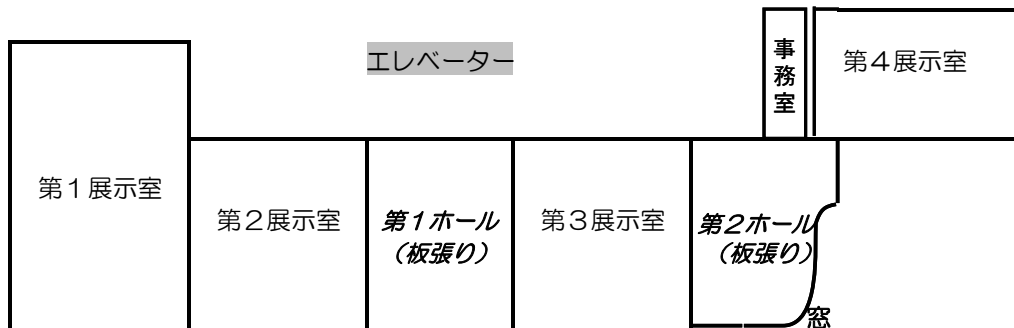 エレベーター
事務室
第４展示室
第１展示室
第２展示室
第１ホール
（板張り）
第３展示室
第２ホール
（板張り）
窓